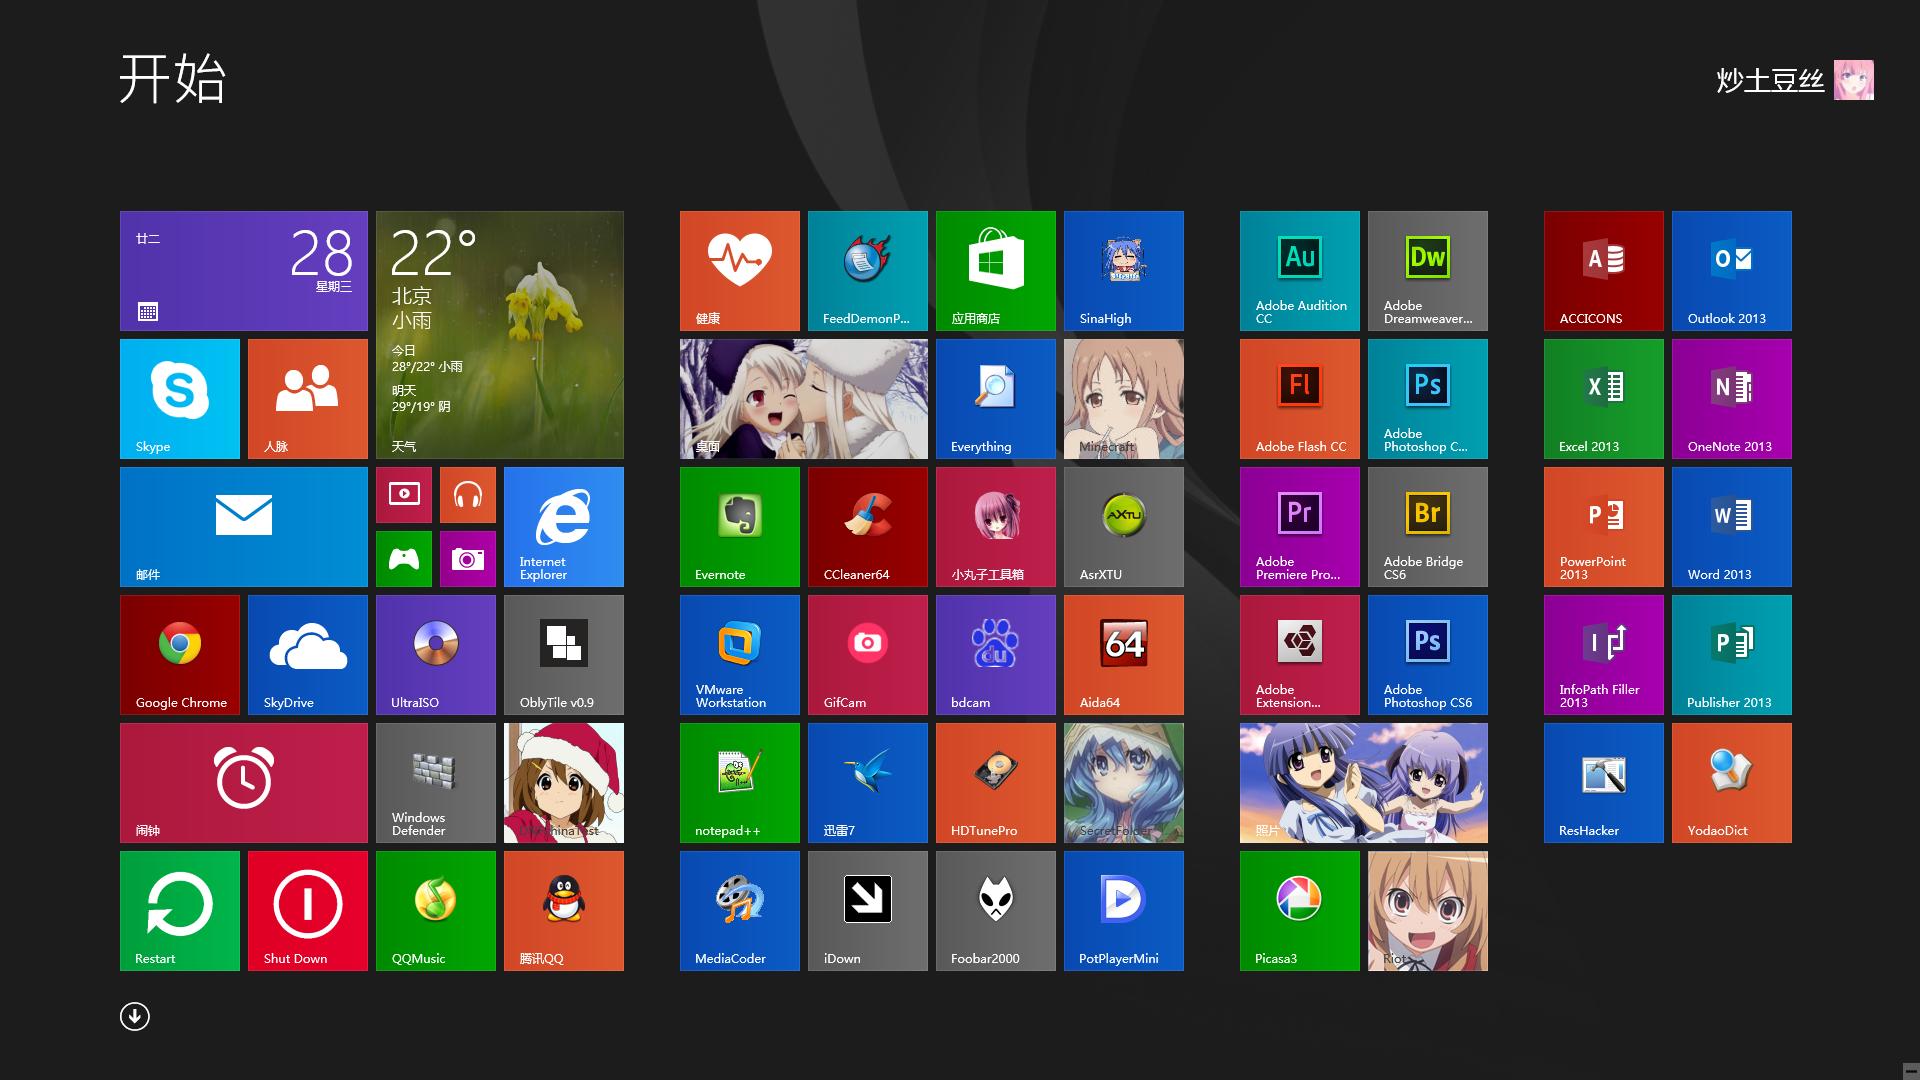 开始
炒土豆丝
廿二
28
星期三
22°
北京
小雨
今日
28°/22° 小雨
明天
29°/19° 阴
天气
Skype
人脉
邮件
Internet
Explorer
Google Chrome
SkyDrive
UltraISO
OblyTile v0.9
闹钟
Windows
Defender
Restart
Shut Down
QQMusic
腾讯QQ
健康
FeedDemonP...
应用商店
SinaHigh
桌面
Everything
Minecraft
Evernote
CCleaner64
小丸子工具箱
AXTU
AsrXTU
VMware
Workstation
GifCam
du
bdcam
64
Aida64
notepad++
迅雷7
HDTunePro
SecretFolder
MediaCoder
iDown
Foobar2000
PotPlayerMini
Au
Adobe Audition
CC
Dw
Adobe
Dreamweaver...
Fl
Adobe Flash CC
Ps
Adobe
Photoshop C...
Pr
Adobe
Premiere Pro...
Br
Adobe Bridge
CS6
Adobe
Extension...
Ps
Adobe
Photoshop CS6
照片
Picasa3
Riot
A
ACCICONS
O
Outlook 2013
X
Excel 2013
N
OneNote 2013
P
PowerPoint
2013
W
Word 2013
I
InfoPath Filler
2013
P
Publisher 2013
ResHacker
YodaoDict